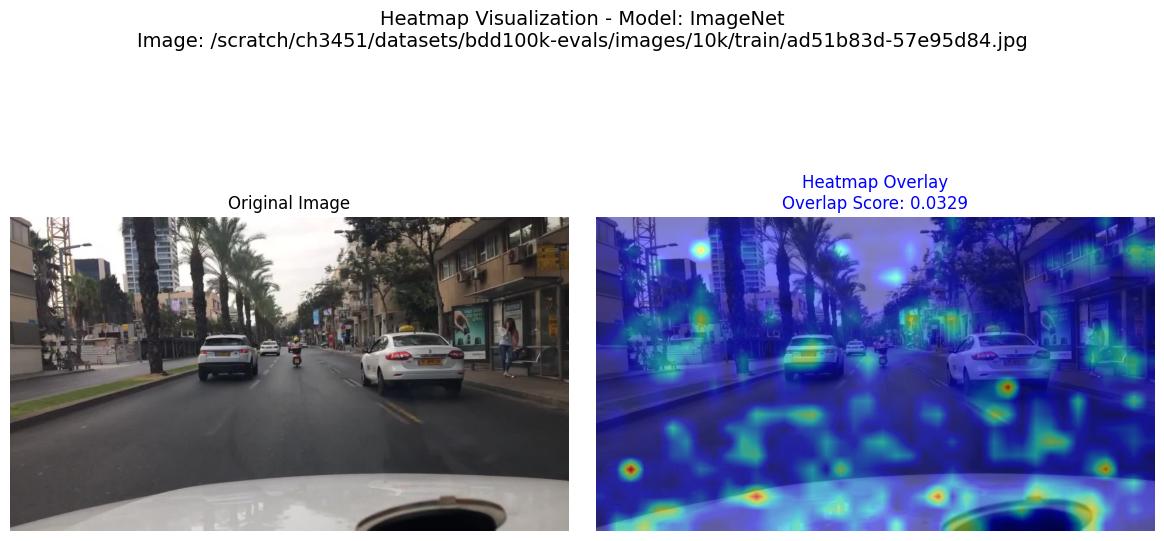 Heatmap Visualization - Model: ImageNet
Image: /scratch/ch3451/datasets/bdd100k-evals/images/10k/train/ad51b83d-57e95d84.jpg
Original Image
Heatmap Overlay
Overlap Score: 0.0329